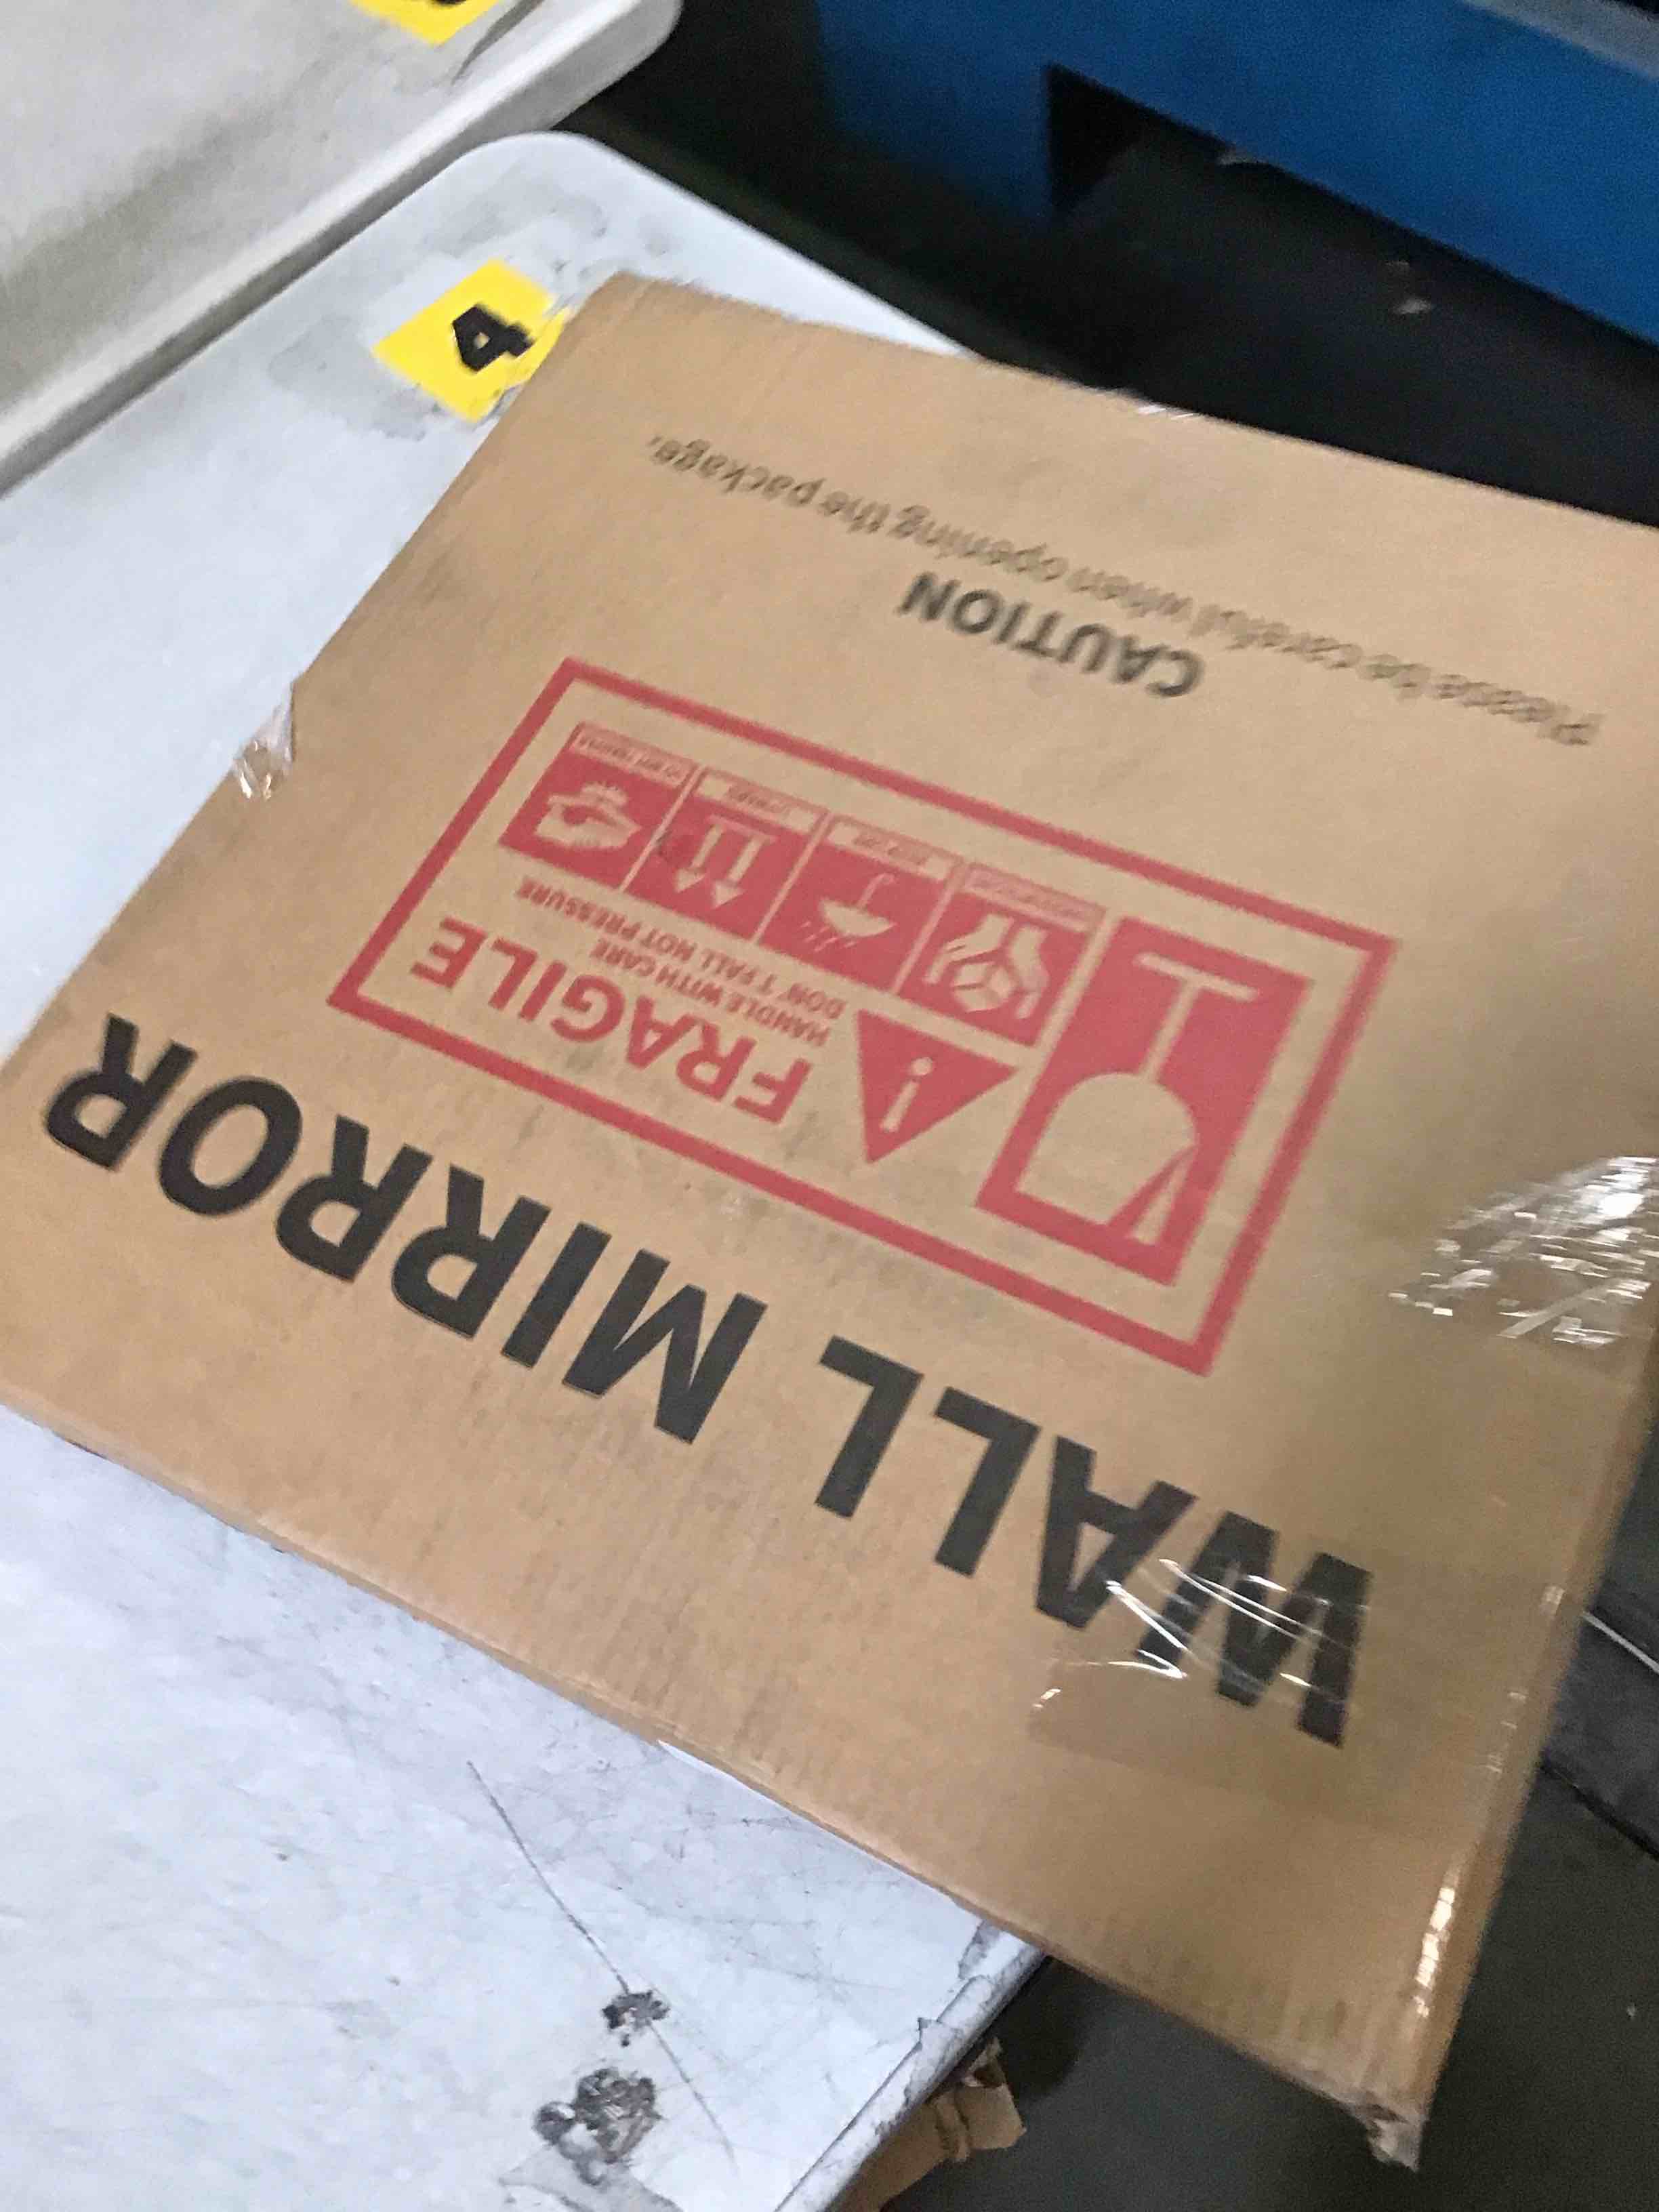 4
WALL MIRROR
FRAGILE
HANDLE WITH CARE
DON'T FALL NOT PRESSURE
CAUTION
Please be careful when opening the package.